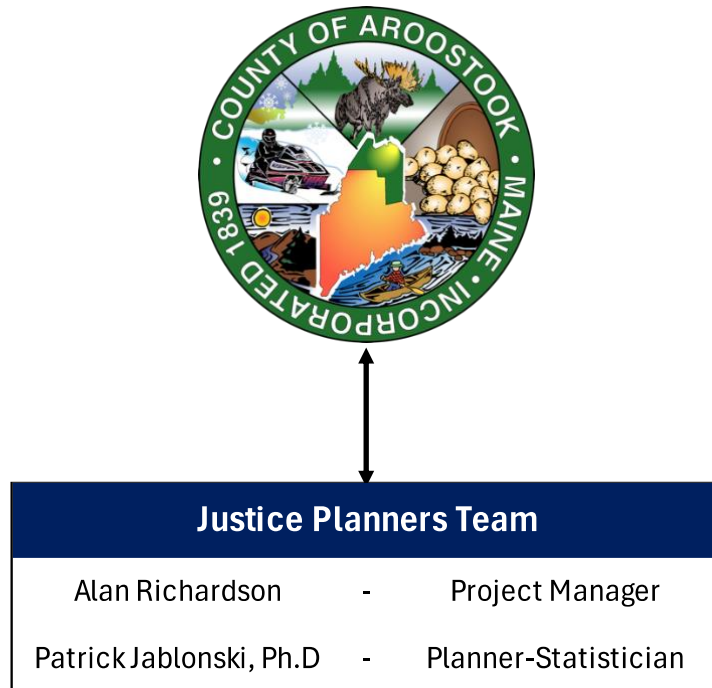 COUNTY OF AROOSTOOK • MAINE • INCORPORATED 1839 •
Justice Planners Team
Alan Richardson - Project Manager
Patrick Jablonski, Ph.D - Planner-Statistician